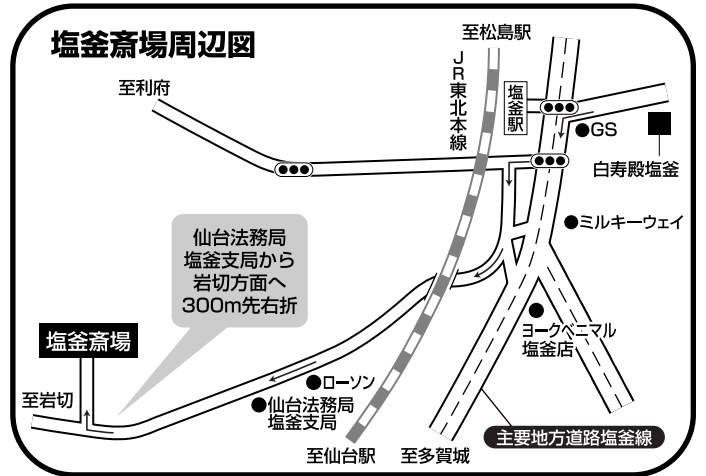 塩釜斎場周辺図
至松島駅
至利府
JR東北本線
塩釜駅
GS
白寿殿塩釜
ミルキーウェイ
仙台法務局
塩釜支局から
岩切方面へ
300m先右折
ヨークベニマル
塩釜店
塩釜斎場
ローソン
至岩切
仙台法務局
塩釜支局
主要地方道路塩釜線
至仙台駅
至多賀城